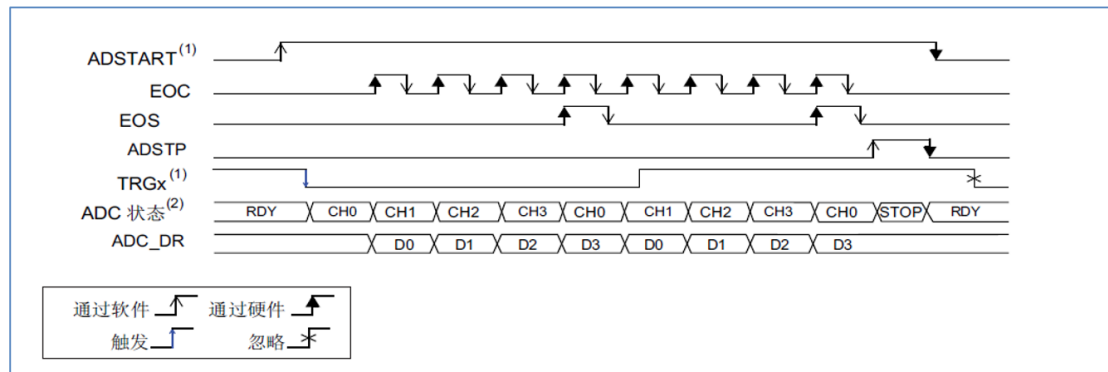 ADSTART(1)
EOC
EOS
ADSTP
TRGx(1)
ADC 状态(2) RDY CH0 CH1 CH2 CH3 CH0 CH1 CH2 CH3 CH0 STOP RDY
ADC_DR D0 D1 D2 D3 D0 D1 D2 D3
通过软件 通过硬件
触发 忽略